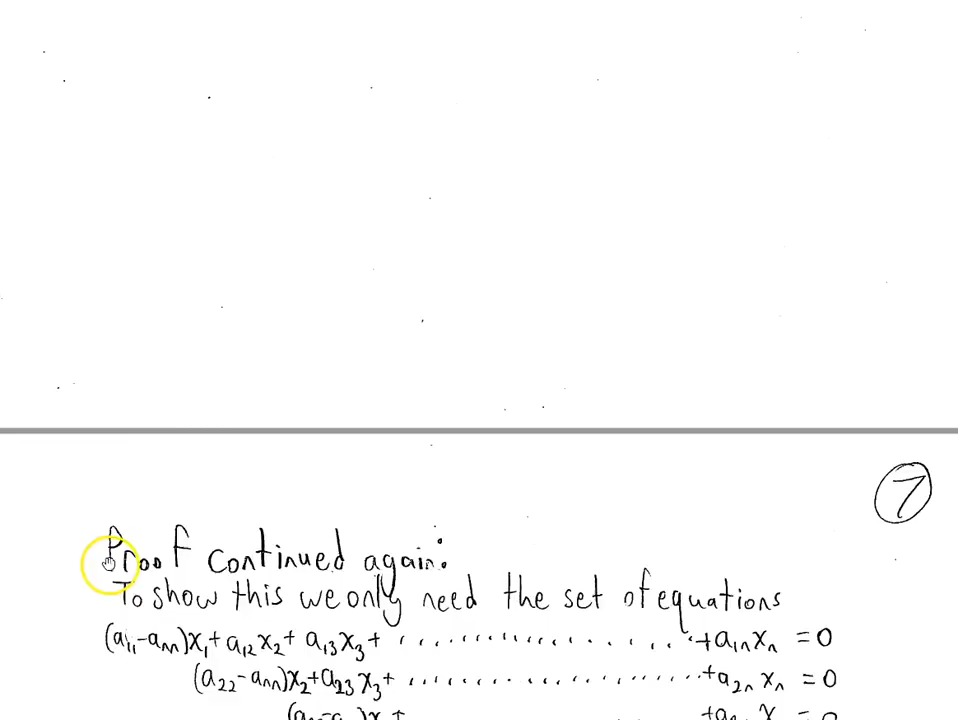 7
Proof continued again:
To show this we only need the set of equations
(a₁₁-aₙₙ)x₁+a₁₂x₂+ a₁₃x₃+ ................ +a₁ₙxₙ =0
(a₂₂-aₙₙ)x₂+a₂₃x₃+ ................ +a₂ₙxₙ =0